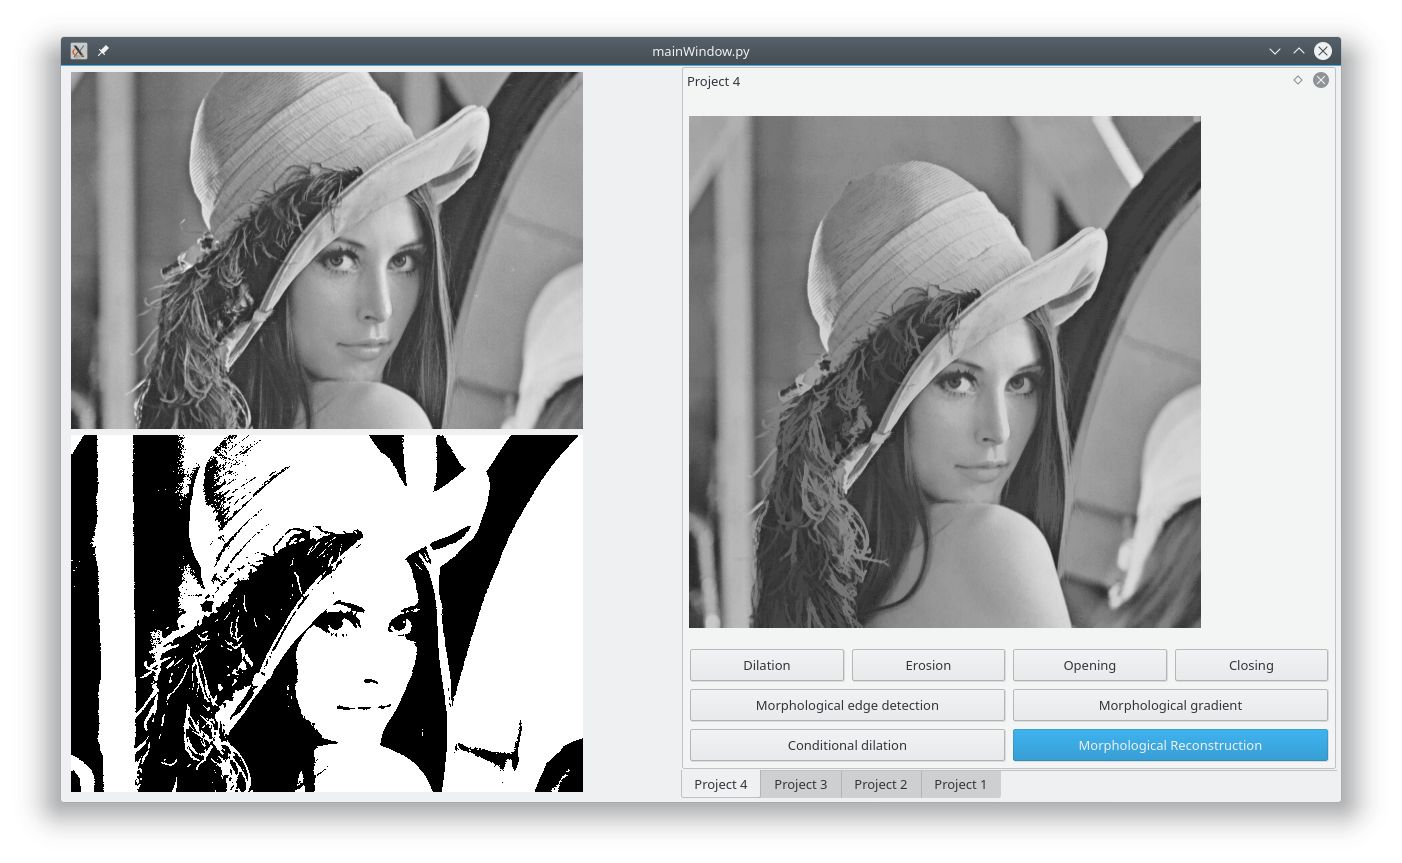 mainWindow.py
Project 4
Dilation
Erosion
Opening
Closing
Morphological edge detection
Morphological gradient
Conditional dilation
Morphological Reconstruction
Project 4
Project 3
Project 2
Project 1